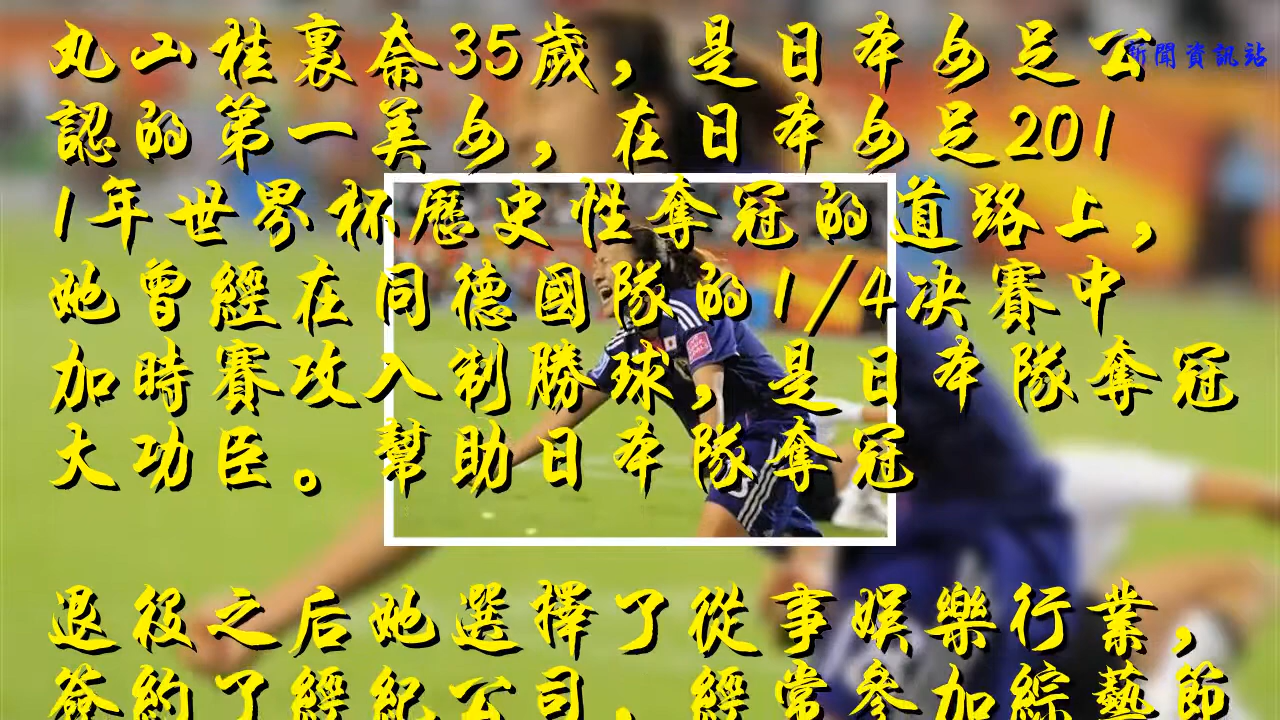 丸山桂裏奈35歲，是日本女足公
新聞資訊站
認的第一美女，在日本女足201
1年世界杯歷史性奪冠的道路上，
她曾經在同德國隊的1/4决賽中
加時賽攻入制勝球，是日本隊奪冠
大功臣。幫助日本隊奪冠
退役之后她選擇了從事娛樂行業，
簽約了經紀公司，經常參加綜藝節